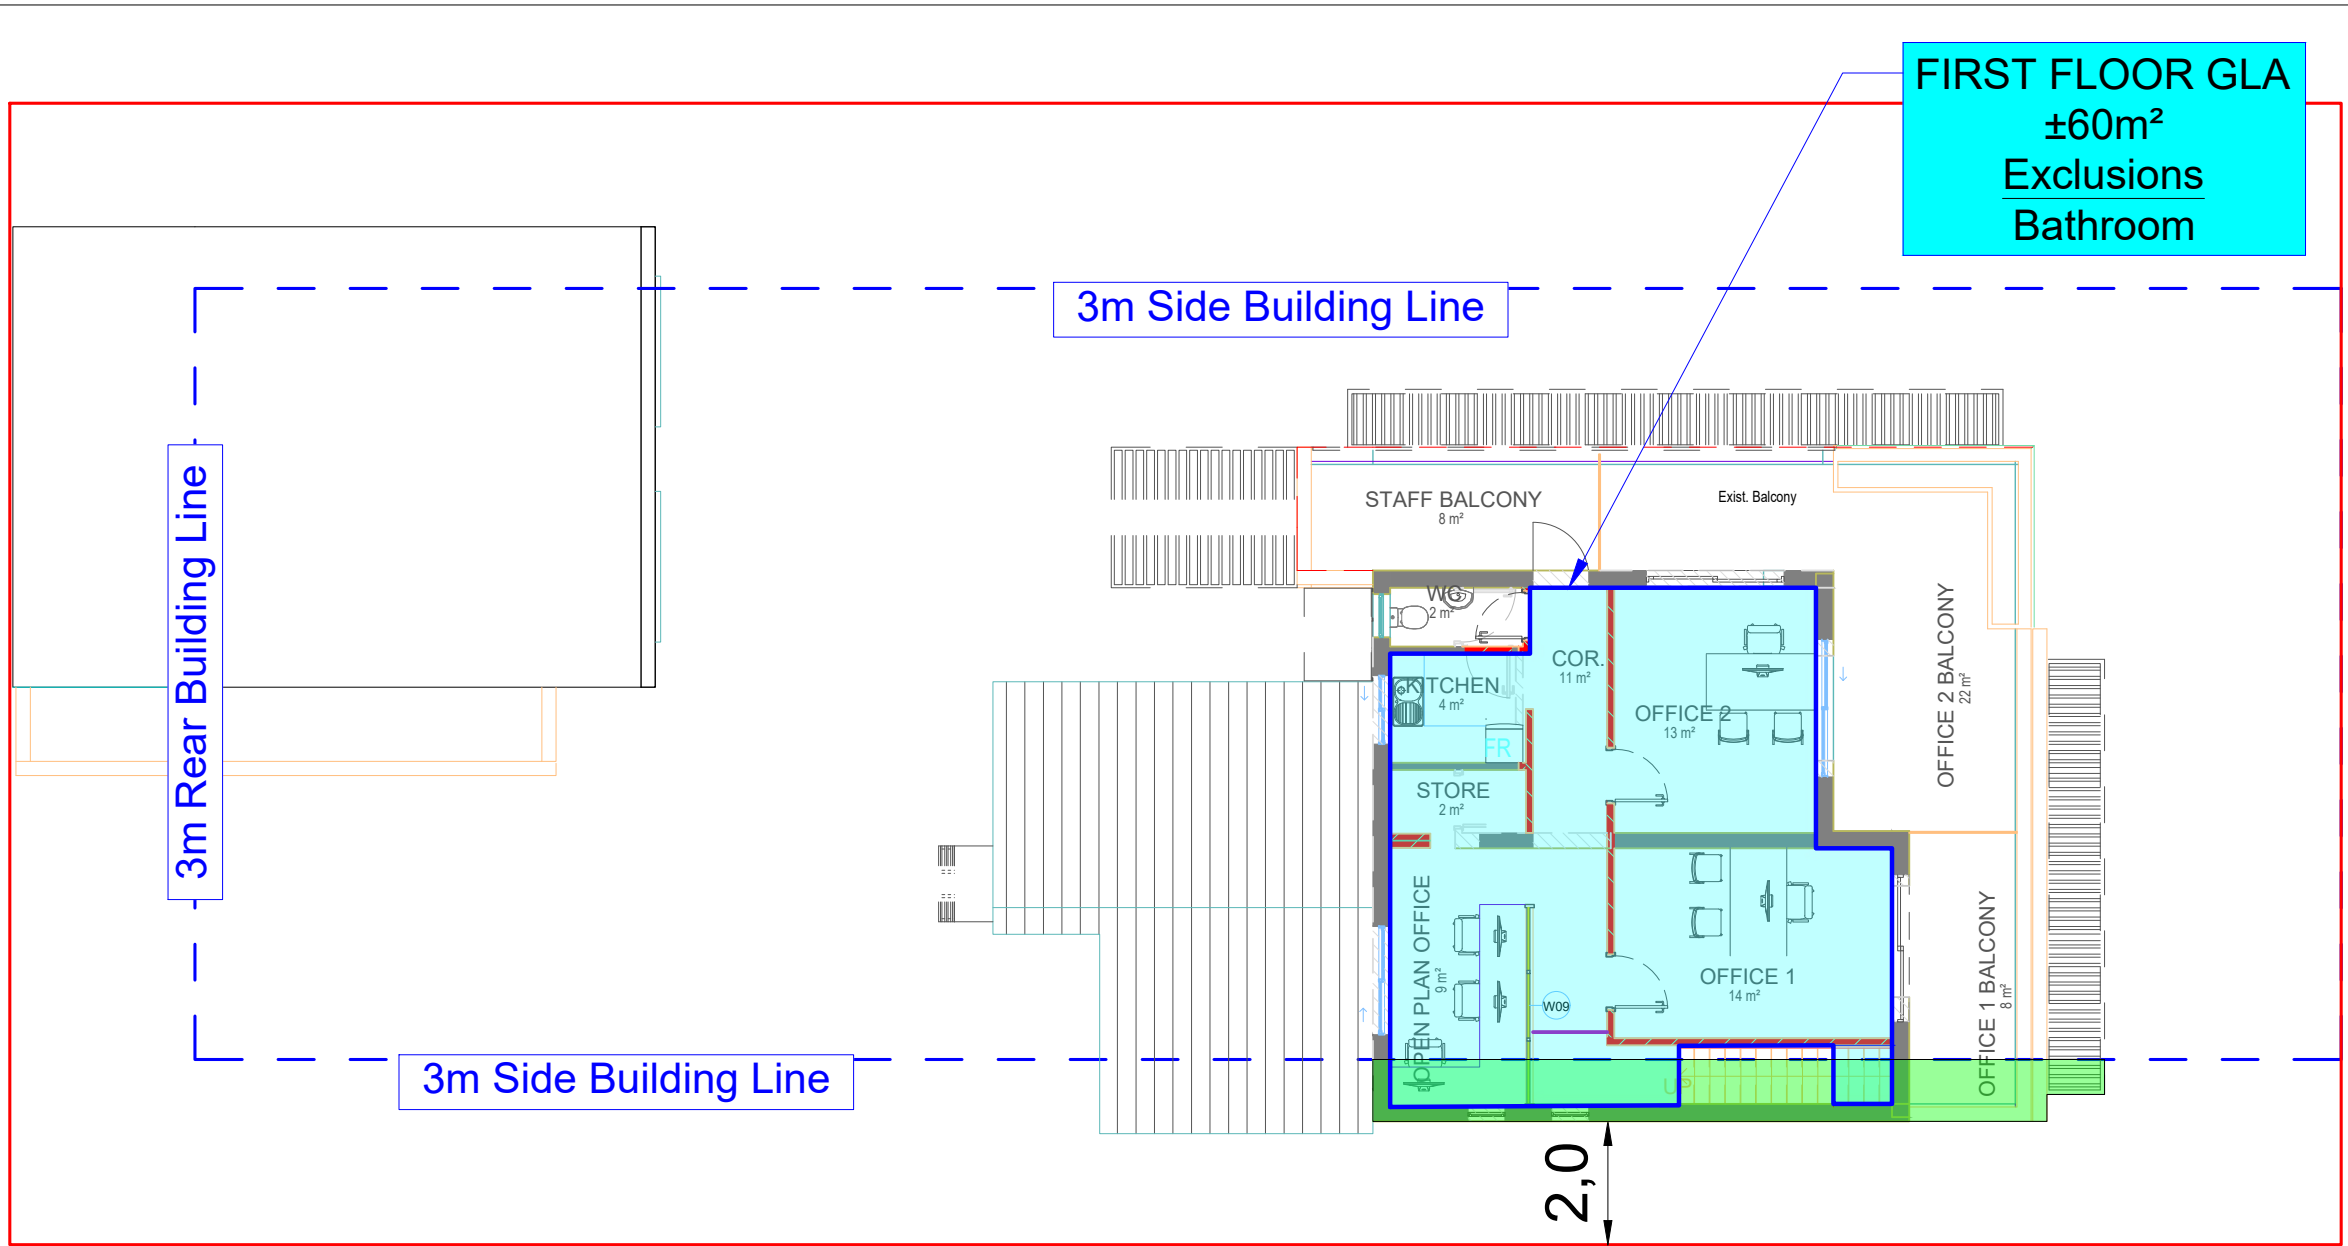 FIRST FLOOR GLA
±60m²
Exclusions
Bathroom
3m Side Building Line
3m Rear Building Line
STAFF BALCONY
8 m²
Exist. Balcony
WC
2 m²
COR.
11 m²
KITCHEN
4 m²
FR
OFFICE 2
13 m²
OFFICE 2 BALCONY
22 m²
STORE
2 m²
OPEN PLAN OFFICE
9 m²
W09
OFFICE 1
14 m²
OFFICE 1 BALCONY
8 m²
UP
3m Side Building Line
2,0